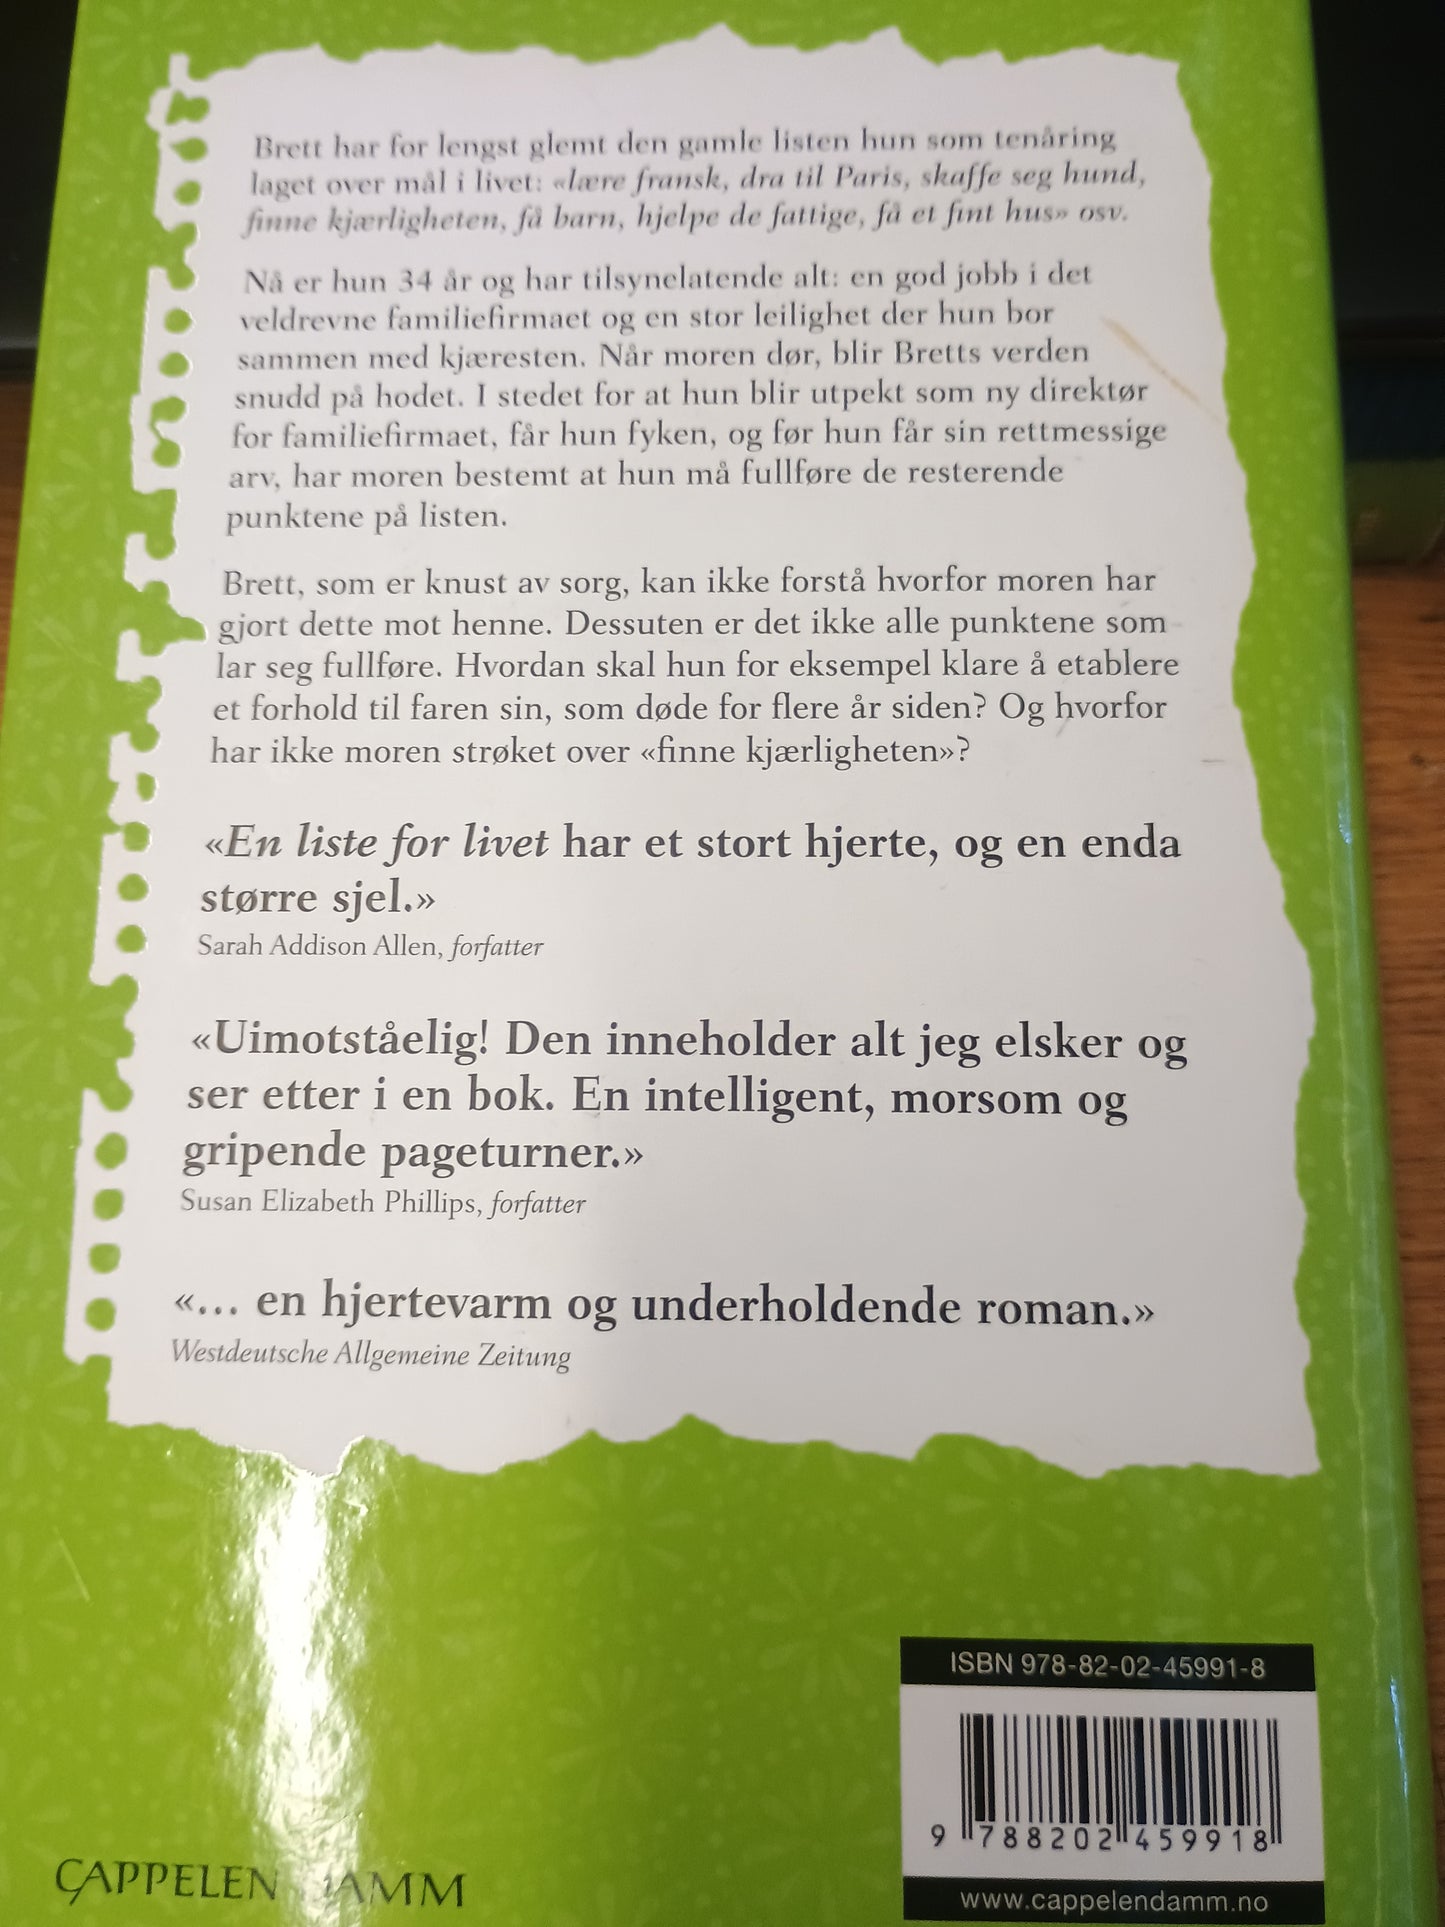 Brett har for lengst glemt den gamle listen hun som tenåring
laget over mål i livet: «lære fransk, dra til Paris, skaffe seg hund,
finne kjærligheten, få barn, hjelpe de fattige, få et fint hus» osv.
Nå er hun 34 år og har tilsynelatende alt: en god jobb i det
veldrevne familiefirmaet og en stor leilighet der hun bor
sammen med kjæresten. Når moren dør, blir Bretts verden
snudd på hodet. I stedet for at hun blir utpekt som ny direktør
for familiefirmaet, får hun fyken, og før hun får sin rettmessige
arv, har moren bestemt at hun må fullføre de resterende
punktene på listen.
Brett, som er knust av sorg, kan ikke forstå hvorfor moren har
gjort dette mot henne. Dessuten er det ikke alle punktene som
lar seg fullføre. Hvordan skal hun for eksempel klare å etablere
et forhold til faren sin, som døde for flere år siden? Og hvorfor
har ikke moren strøket over «finne kjærligheten»?
«En liste for livet har et stort hjerte, og en enda
større sjel.»
Sarah Addison Allen, forfatter
«Uimotståelig! Den inneholder alt jeg elsker og
ser etter i en bok. En intelligent, morsom og
gripende pageturner.»
Susan Elizabeth Phillips, forfatter
«... en hjertevarm og underholdende roman.»
Westdeutsche Allgemeine Zeitung
ISBN 978-82-02-45991-8
9 788202 459918
CAPPELEN DAMM
www.cappelendamm.no